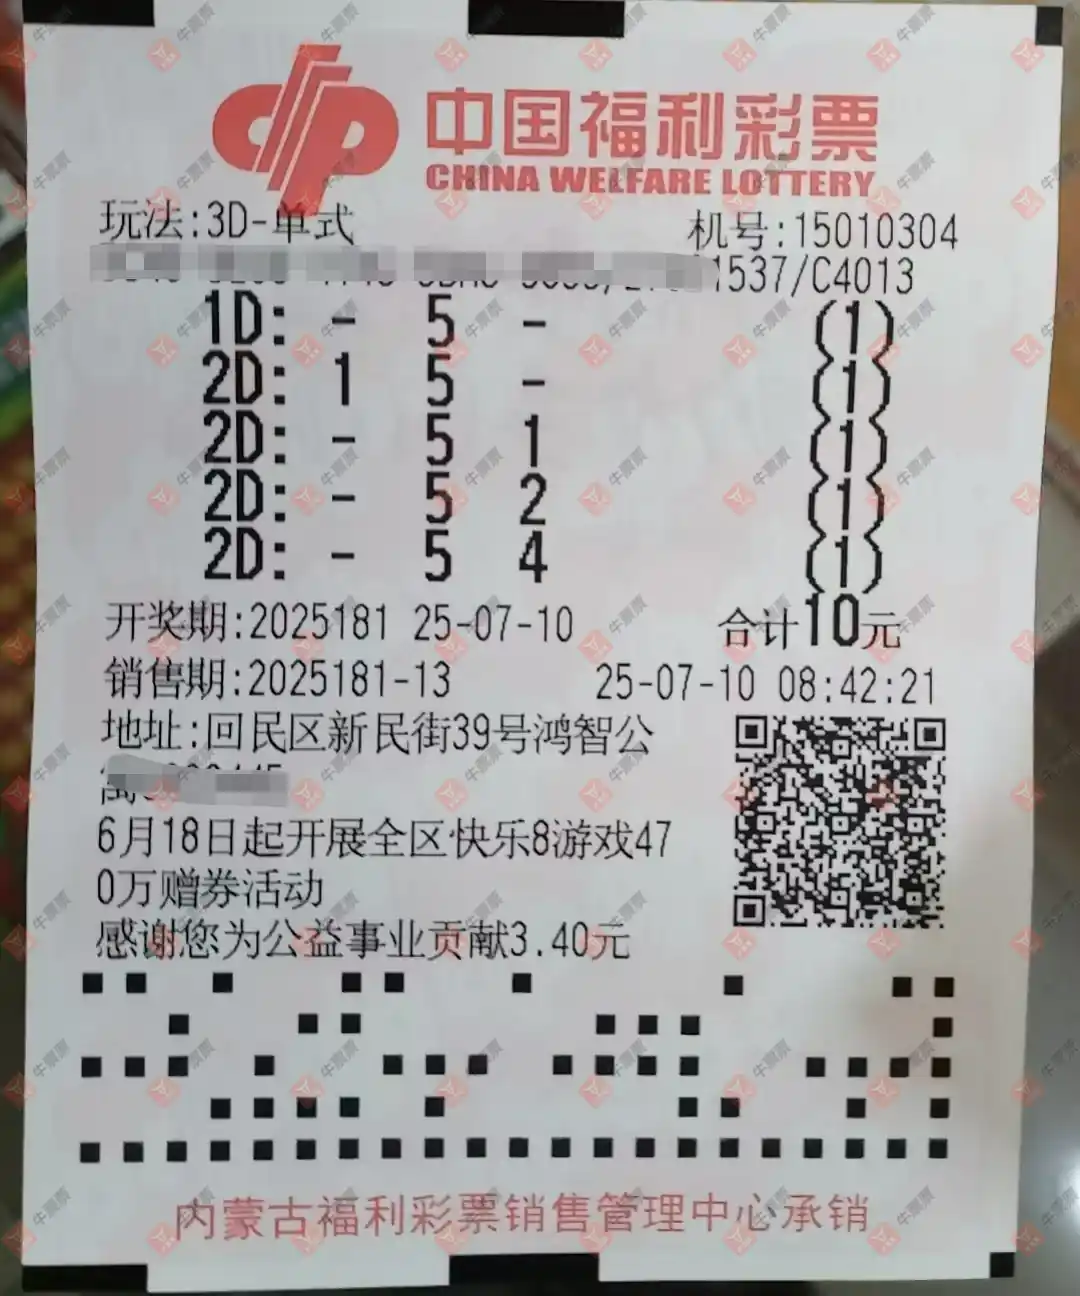 中国福利彩票
CHINA WELFARE LOTTERY
玩法:3D-单式 机号:15010304
1537/C4013
1D: - 5 - (1)
2D: 1 5 - (1)
2D: - 5 1 (1)
2D: - 5 2 (1)
2D: - 5 4 (1)
开奖期:2025181 25-07-10 合计10元
销售期:2025181-13 25-07-10 08:42:21
地址:回民区新民街39号鸿智公
寓
6月18日起开展全区快乐8游戏47
0万赠券活动
感谢您为公益事业贡献3.40元
内蒙古福利彩票销售管理中心承销
牛票票